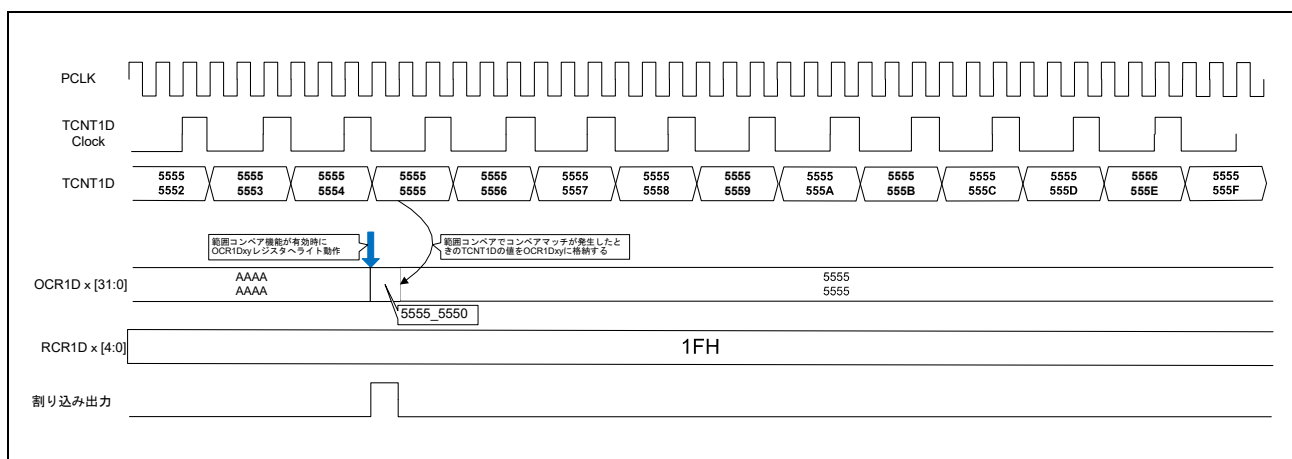 PCLK
TCNT1D
Clock
TCNT1D
5555
5552
5555
5553
5555
5554
5555
5555
5555
5556
5555
5557
5555
5558
5555
5559
5555
555A
5555
555B
5555
555C
5555
555D
5555
555E
5555
555F
範囲コンペア機能が有効時に
OCR1Dxyレジスタへライト動作
範囲コンペアでコンペアマッチが発生したと
きのTCNT1Dの値をOCR1Dxyに格納する
OCR1D x [31:0]
AAAA
AAAA
5555
5555
5555_5550
RCR1D x [4:0]
1FH
割り込み出力